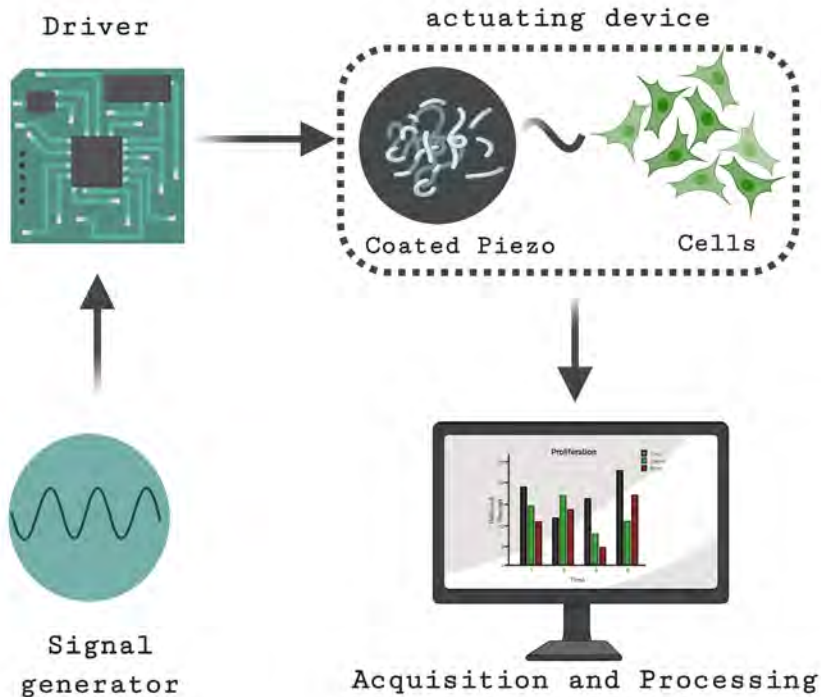 Driver
actuating device
Coated Piezo
Cells
Proliferation
Time
Signal
generator
Acquisition and Processing